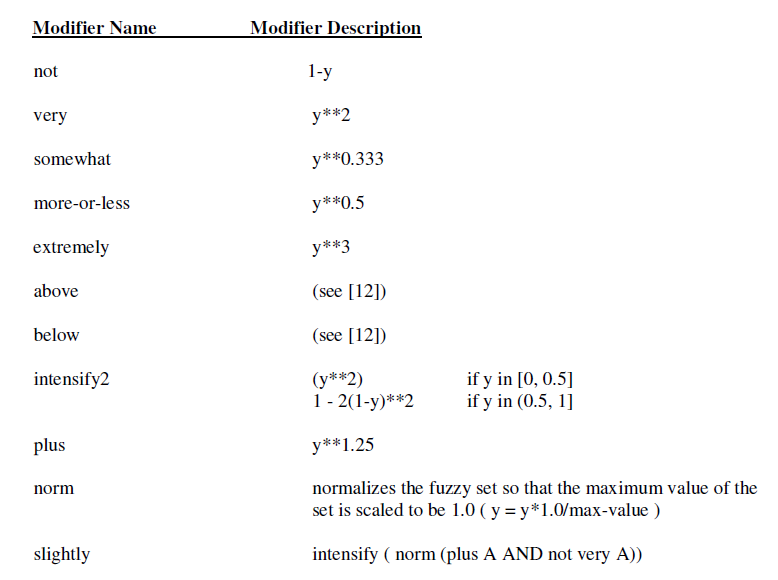 Modifier Name Modifier Description
not 1-y
very y**2
somewhat y**0.333
more-or-less y**0.5
extremely y**3
above (see [12])
below (see [12])
intensify2 (y**2) if y in [0, 0.5]
1 - 2(1-y)**2 if y in (0.5, 1]
plus y**1.25
norm normalizes the fuzzy set so that the maximum value of the
set is scaled to be 1.0 ( y = y*1.0/max-value )
slightly intensify ( norm (plus A AND not very A))